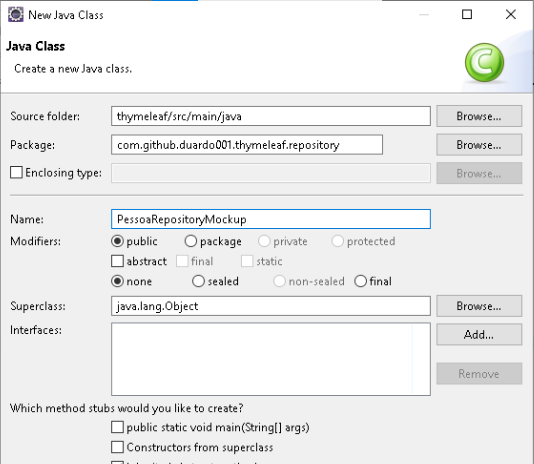 New Java Class
Java Class
Create a new Java class.
Source folder: thymeleaf/src/main/java Browse...
Package: com.github.duardo001.thymeleaf.repository Browse...
Enclosing type: Browse...
Name: PessoaRepositoryMockup
Modifiers: public package private protected
abstract final static
none sealed non-sealed final
Superclass: java.lang.Object Browse...
Interfaces: Add...
Remove
Which method stubs would you like to create?
public static void main(String[] args)
Constructors from superclass